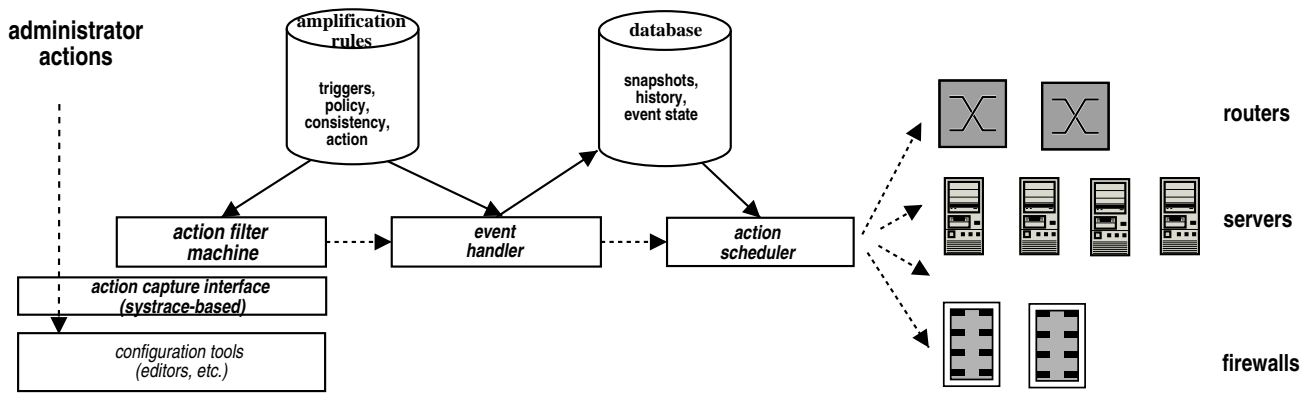 administrator
actions
amplification
rules
triggers,
policy,
consistency,
action
database
snapshots,
history,
event state
routers
servers
firewalls
action filter
machine
event
handler
action
scheduler
action capture interface
(systrace-based)
configuration tools
(editors, etc.)